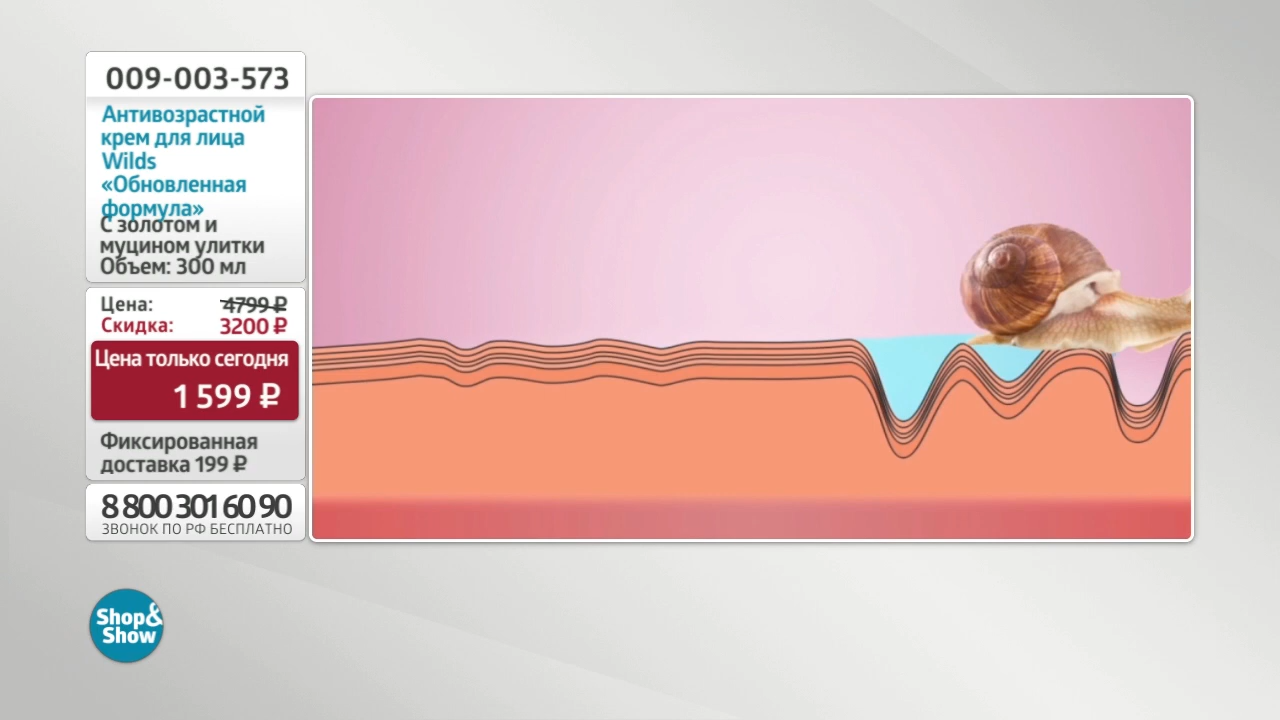 009-003-573
Антивозрастной
крем для лица
Wilds
«Обновленная
формула»
С золотом и
муцином улитки
Объем: 300 мл
Цена: 4799 ₽
Скидка: 3200 ₽
Цена только сегодня
1 599 ₽
Фиксированная
доставка 199 ₽
8 800 301 60 90
ЗВОНОК ПО РФ БЕСПЛАТНО
Shop&
Show